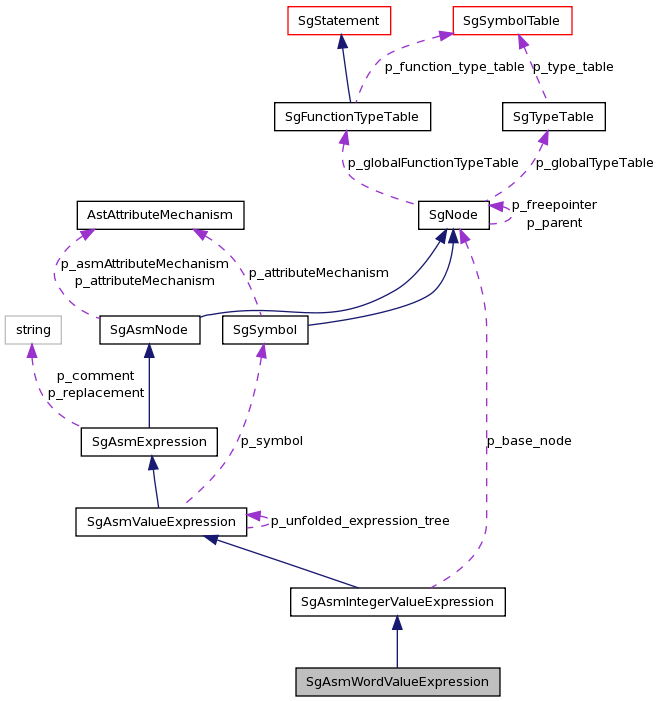 SgStatement
SgSymbolTable
p_function_type_table
p_type_table
SgFunctionTypeTable
SgTypeTable
p_globalFunctionTypeTable
p_globalTypeTable
AstAttributeMechanism
SgNode
p_freepointer
p_parent
p_asmAttributeMechanism
p_attributeMechanism
p_attributeMechanism
string
SgAsmNode
SgSymbol
p_comment
p_replacement
SgAsmExpression
p_symbol
p_base_node
SgAsmValueExpression
p_unfolded_expression_tree
SgAsmIntegerValueExpression
SgAsmWordValueExpression